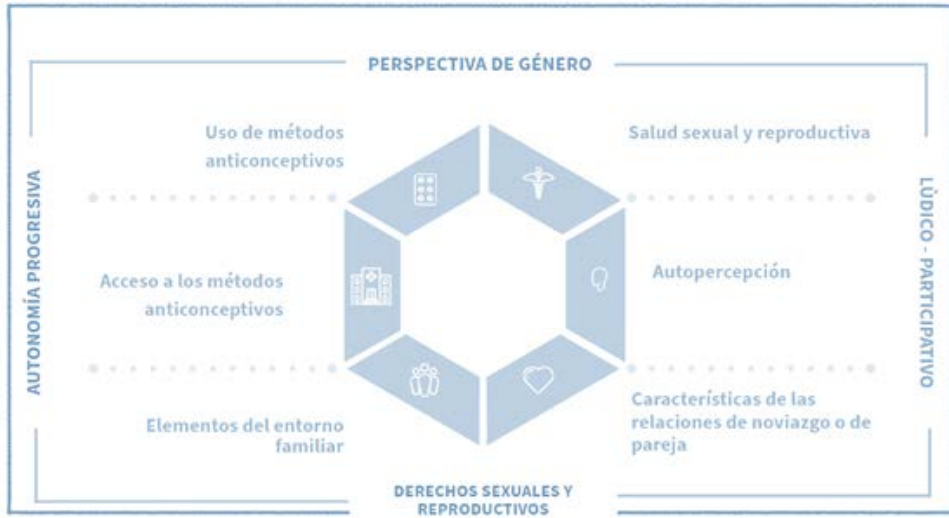 PERSPECTIVA DE GÉNERO
Uso de métodos
anticonceptivos
Salud sexual y reproductiva
AUTONOMÍA PROGRESIVA
LÙDICO - PARTICIPATIVO
Acceso a los métodos
anticonceptivos
Autopercepción
Elementos del entorno
familiar
Características de las
relaciones de noviazgo o de
pareja
DERECHOS SEXUALES Y
REPRODUCTIVOS